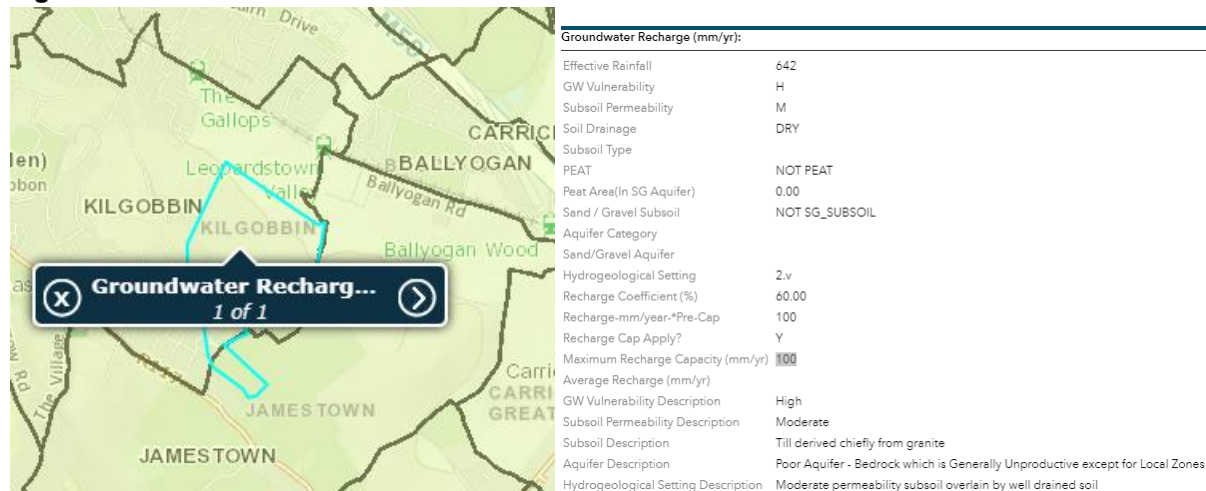 Drive
M50
The
Gallops
CARRIC
len)
Leopardstown
Valle
BBALLYOGAN
Ballyogan Rd
KILGOBBIN
KILGOBBIN
Ballyogan Wood
as
Groundwater Recharg...
1 of 1
R117
The Village
Carri
CARRI
GREAT
JAMESTOWN
JAMESTOWN
Groundwater Recharge (mm/yr):
Effective Rainfall 642
GW Vulnerability H
Subsoil Permeability M
Soil Drainage DRY
Subsoil Type
PEAT NOT PEAT
Peat Area(In SG Aquifer) 0.00
Sand / Gravel Subsoil NOT SG_SUBSOIL
Aquifer Category
Sand/Gravel Aquifer
Hydrogeological Setting 2.v
Recharge Coefficient (%) 60.00
Recharge-mm/year-*Pre-Cap 100
Recharge Cap Apply? Y
Maximum Recharge Capacity (mm/yr) 100
Average Recharge (mm/yr)
GW Vulnerability Description High
Subsoil Permeability Description Moderate
Subsoil Description Till derived chiefly from granite
Aquifer Description Poor Aquifer - Bedrock which is Generally Unproductive except for Local Zones
Hydrogeological Setting Description Moderate permeability subsoil overlain by well drained soil